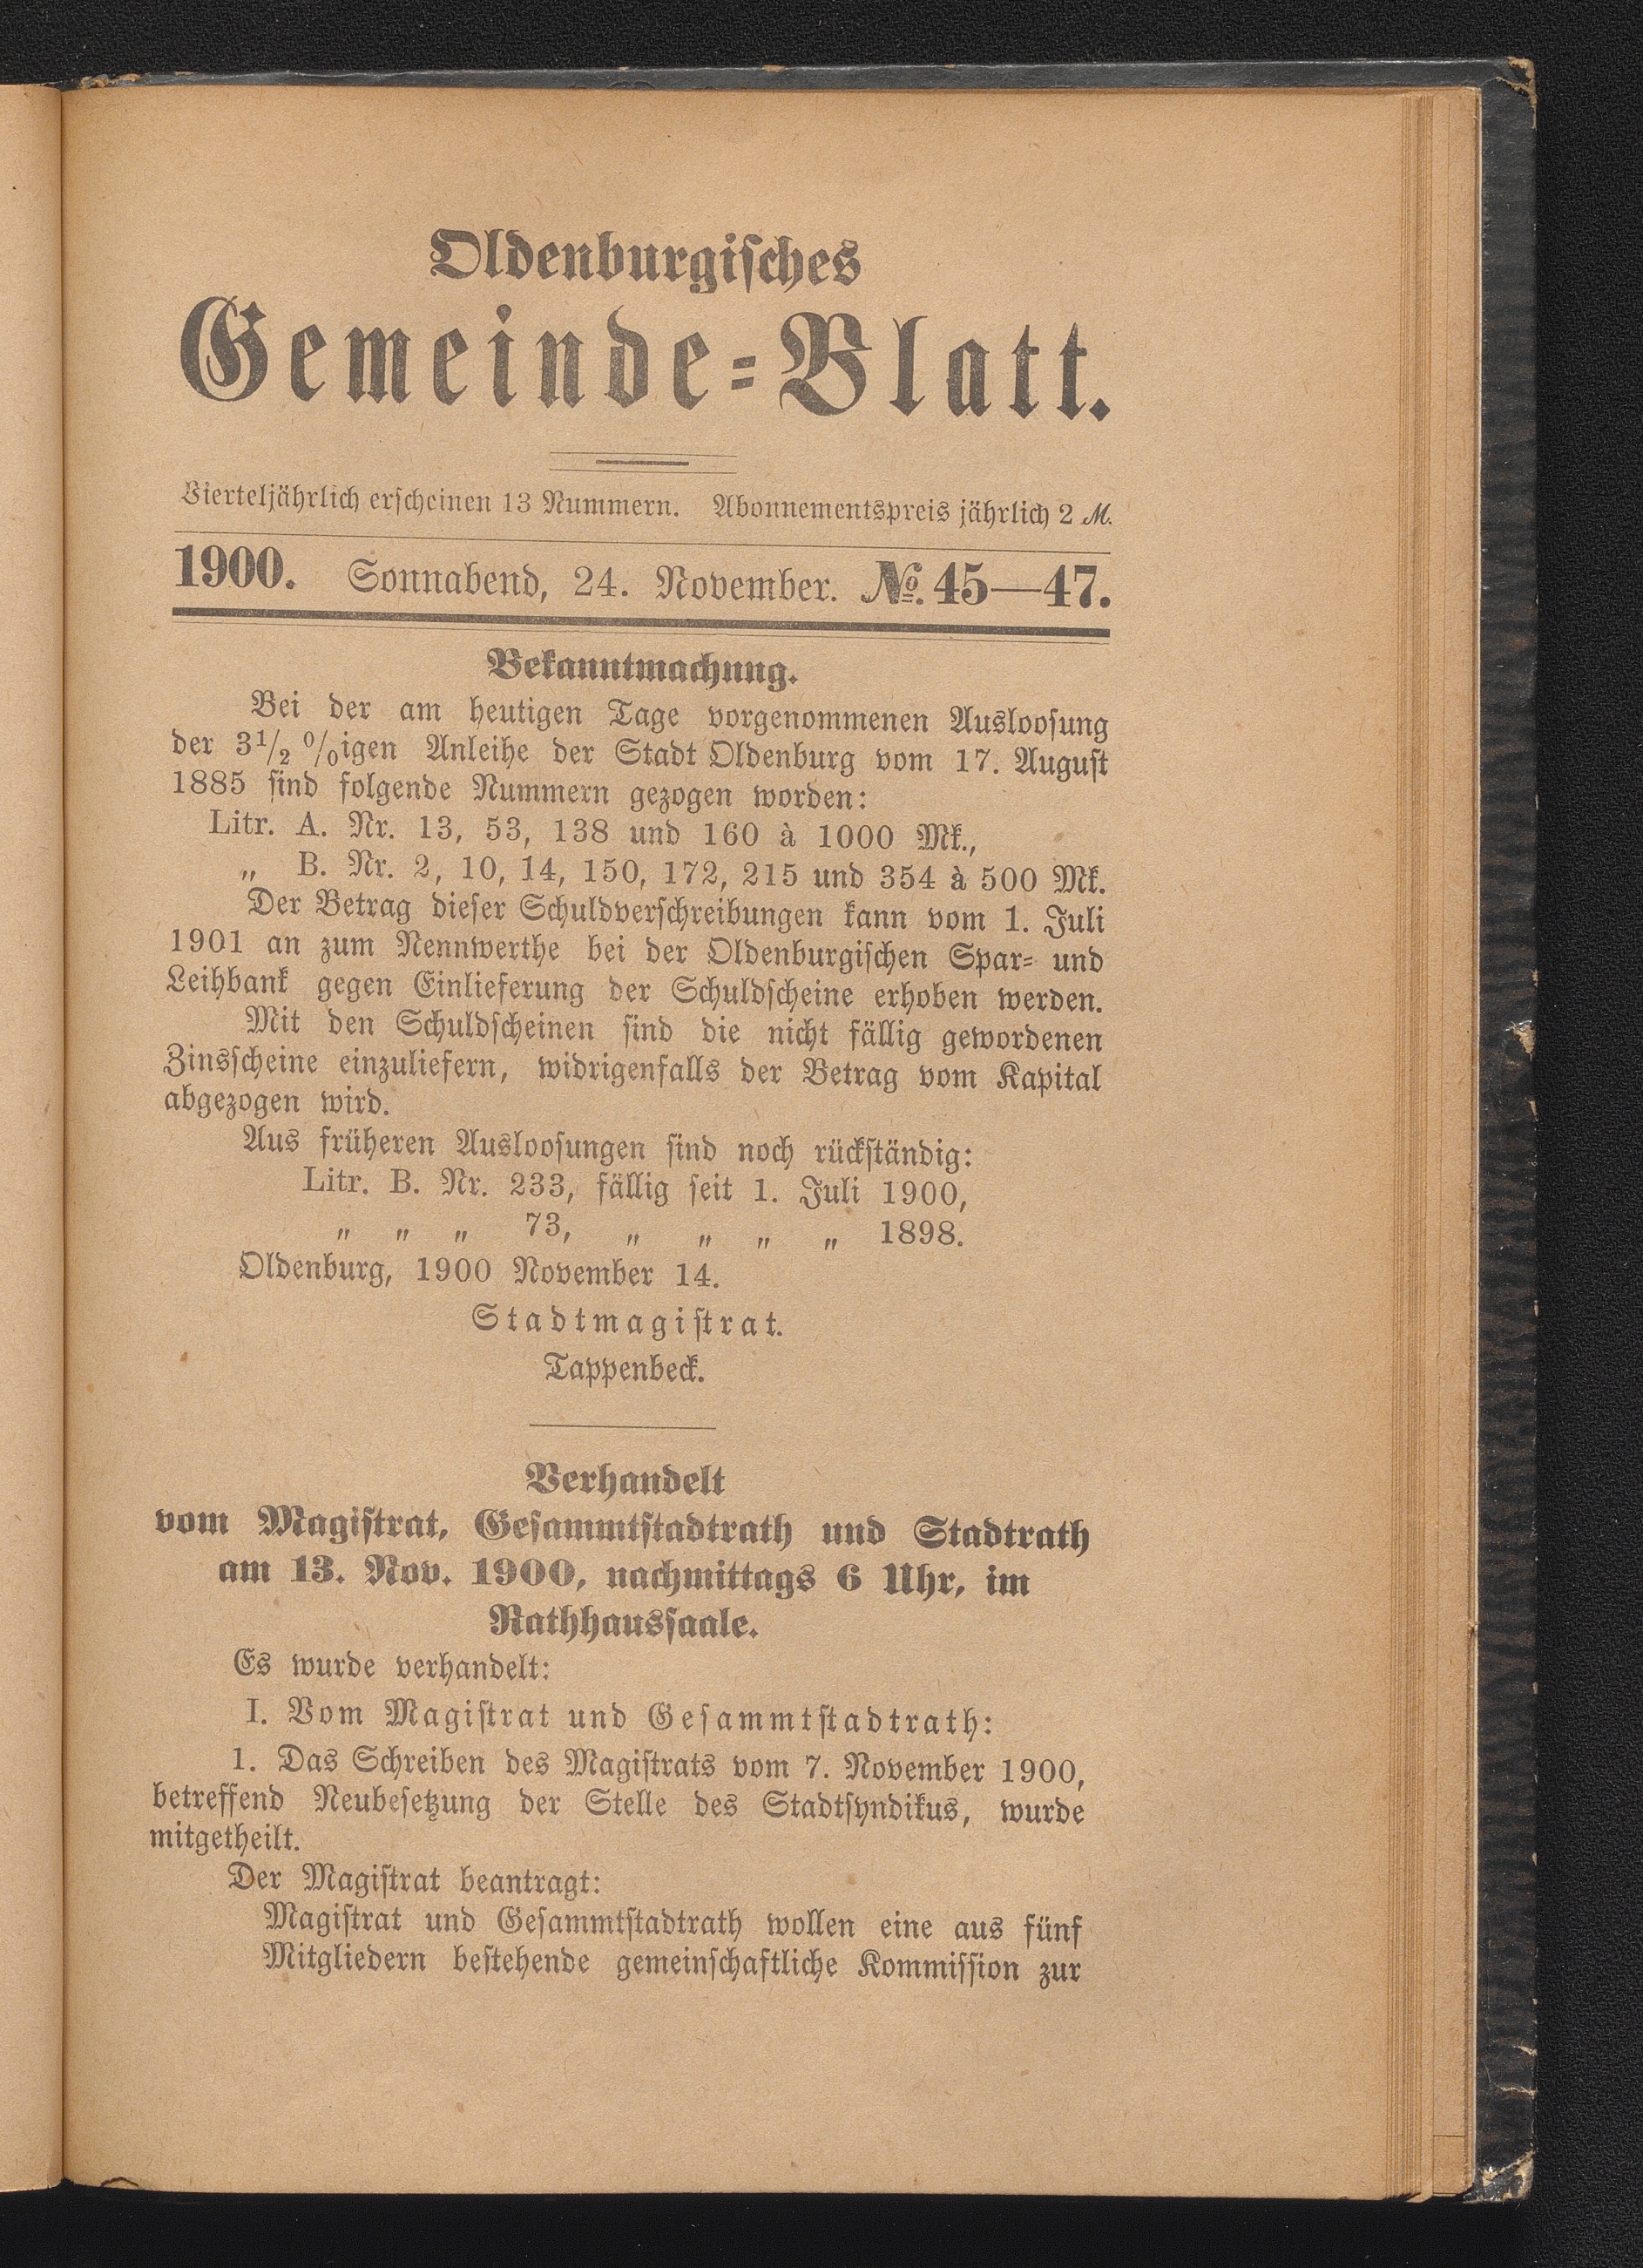 Oldenburgisches
Gemeinde-Blatt.
Vierteljährlich erscheinen 13 Nummern. Abonnementspreis jährlich 2 M.
1900. Sonnabend, 24. November. No. 45—47.
Bekanntmachung.
Bei der am heutigen Tage vorgenommenen Ausloosung
der 3 1/2 %igen Anleihe der Stadt Oldenburg vom 17. August
1885 sind folgende Nummern gezogen worden:
Litr. A. Nr. 13, 53, 138 und 160 à 1000 Mk.,
„ B. Nr. 2, 10, 14, 150, 172, 215 und 354 à 500 Mk.
Der Betrag dieser Schuldverschreibungen kann vom 1. Juli
1901 an zum Nennwerthe bei der Oldenburgischen Spar- und
Leihbank gegen Einlieferung der Schuldscheine erhoben werden.
Mit den Schuldscheinen sind die nicht fällig gewordenen
Zinsscheine einzuliefern, widrigenfalls der Betrag vom Kapital
abgezogen wird.
Aus früheren Ausloosungen sind noch rückständig:
Litr. B. Nr. 233, fällig seit 1. Juli 1900,
„ „ „ 73, „ „ „ „ 1898.
Oldenburg, 1900 November 14.
Stadtmagistrat.
Tappenbeck.
Verhandelt
vom Magistrat, Gesammtstadtrath und Stadtrath
am 13. Nov. 1900, nachmittags 6 Uhr, im
Rathhaussaale.
Es wurde verhandelt:
I. Vom Magistrat und Gesammtstadtrath:
1. Das Schreiben des Magistrats vom 7. November 1900,
betreffend Neubesetzung der Stelle des Stadtsyndikus, wurde
mitgetheilt.
Der Magistrat beantragt:
Magistrat und Gesammtstadtrath wollen eine aus fünf
Mitgliedern bestehende gemeinschaftliche Kommission zur